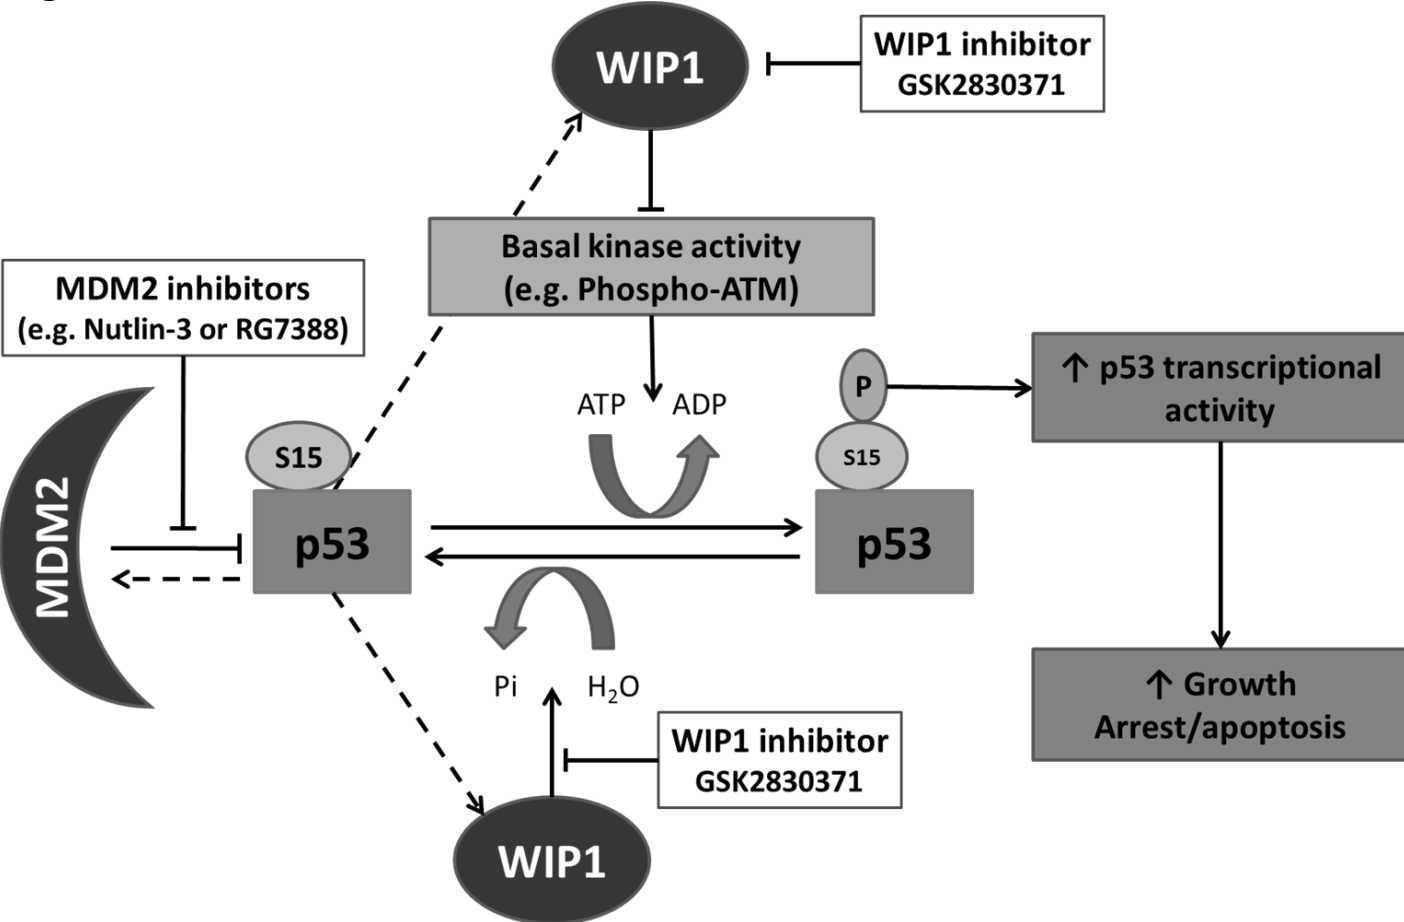 WIP1
WIP1 inhibitor
GSK2830371
Basal kinase activity
(e.g. Phospho-ATM)
MDM2 inhibitors
(e.g. Nutlin-3 or RG7388)
ATP ADP
P
↑ p53 transcriptional
activity
S15
S15
MDM2
p53
p53
Pi H₂O
↑ Growth
Arrest/apoptosis
WIP1 inhibitor
GSK2830371
WIP1